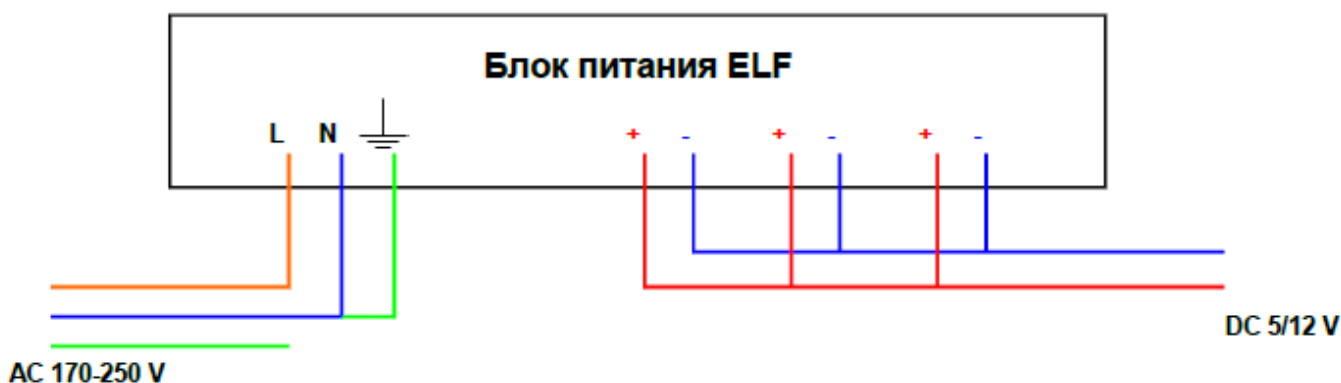 Блок питания ELF
L N + - + - + -
DC 5/12 V
AC 170-250 V